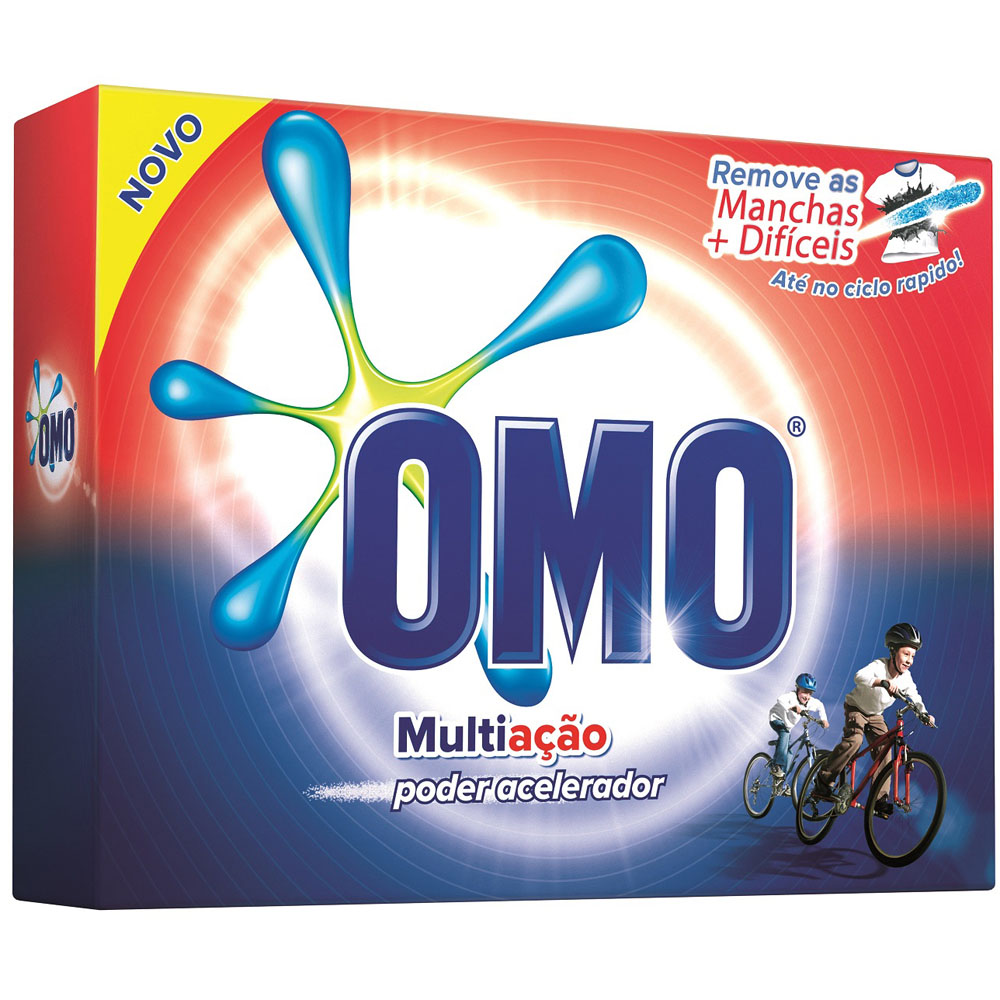 NOVO
Remove as
Manchas
+ Difíceis
Até no ciclo rapido!
OMO
OMO®
Multiação
poder acelerador